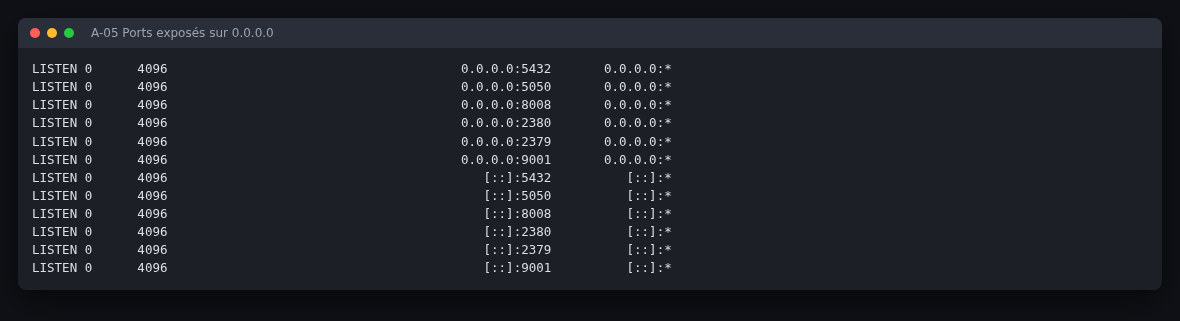 A-05 Ports exposés sur 0.0.0.0
LISTEN 0      4096                                       0.0.0.0:5432       0.0.0.0:*
LISTEN 0      4096                                       0.0.0.0:5050       0.0.0.0:*
LISTEN 0      4096                                       0.0.0.0:8008       0.0.0.0:*
LISTEN 0      4096                                       0.0.0.0:2380       0.0.0.0:*
LISTEN 0      4096                                       0.0.0.0:2379       0.0.0.0:*
LISTEN 0      4096                                       0.0.0.0:9001       0.0.0.0:*
LISTEN 0      4096                                          [::]:5432          [::]:*
LISTEN 0      4096                                          [::]:5050          [::]:*
LISTEN 0      4096                                          [::]:8008          [::]:*
LISTEN 0      4096                                          [::]:2380          [::]:*
LISTEN 0      4096                                          [::]:2379          [::]:*
LISTEN 0      4096                                          [::]:9001          [::]:*